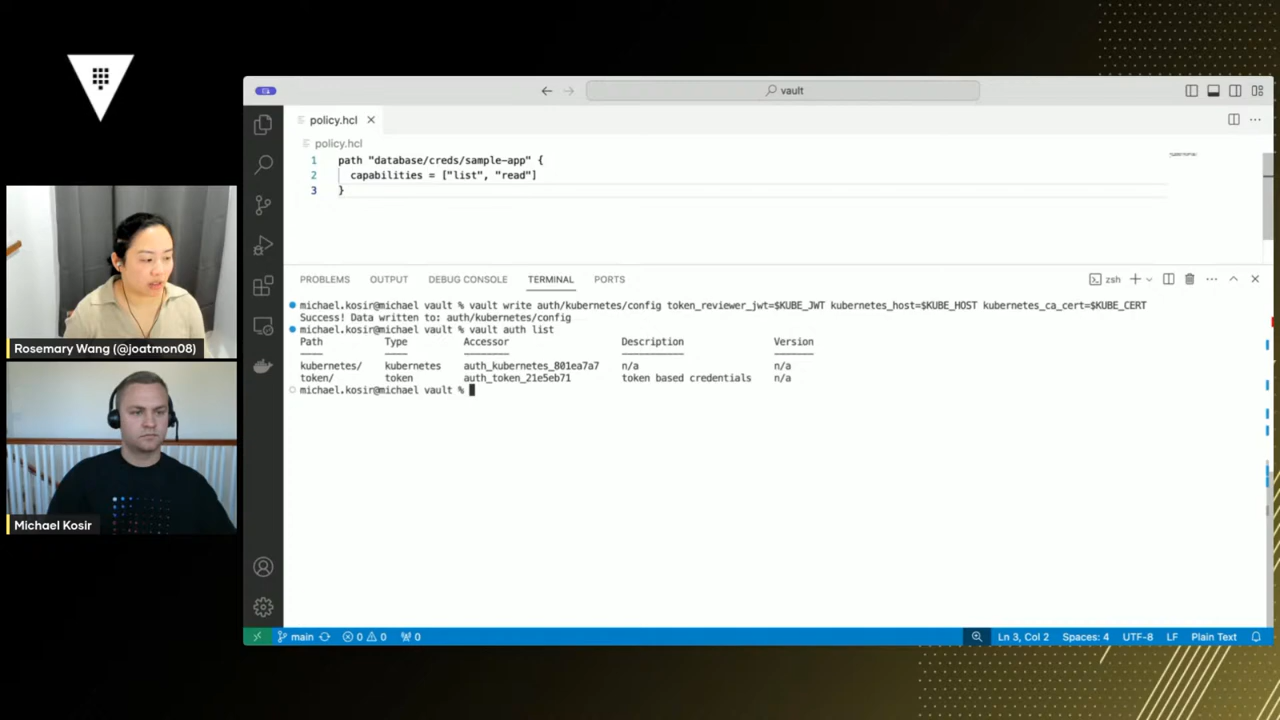 vault
policy.hcl
policy.hcl
1 path "database/creds/sample-app" {
2 capabilities = ["list", "read"]
3 }
PROBLEMS OUTPUT DEBUG CONSOLE TERMINAL PORTS
zsh
michael.kosir@michael vault % vault write auth/kubernetes/config token_reviewer_jwt=$KUBE_JWT kubernetes_host=$KUBE_HOST kubernetes_ca_cert=$KUBE_CERT
Success! Data written to: auth/kubernetes/config
michael.kosir@michael vault % vault auth list
Path Type Accessor Description Version
---- ---- -------- ----------- -------
kubernetes/ kubernetes auth_kubernetes_801ea7a7 n/a n/a
token/ token auth_token_21e5eb71 token based credentials n/a
michael.kosir@michael vault %
Rosemary Wang (@joatmon08)
Michael Kosir
main 0 0 0 Ln 3, Col 2 Spaces: 4 UTF-8 LF Plain Text